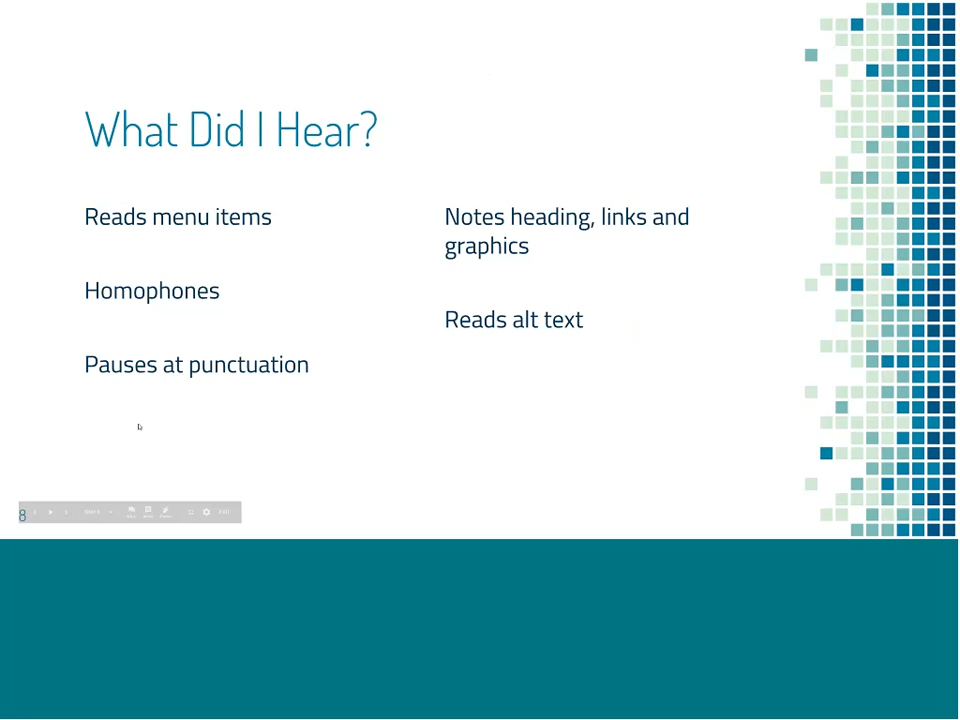 What Did I Hear?
Reads menu items
Homophones
Pauses at punctuation
Notes heading, links and
graphics
Reads alt text
8